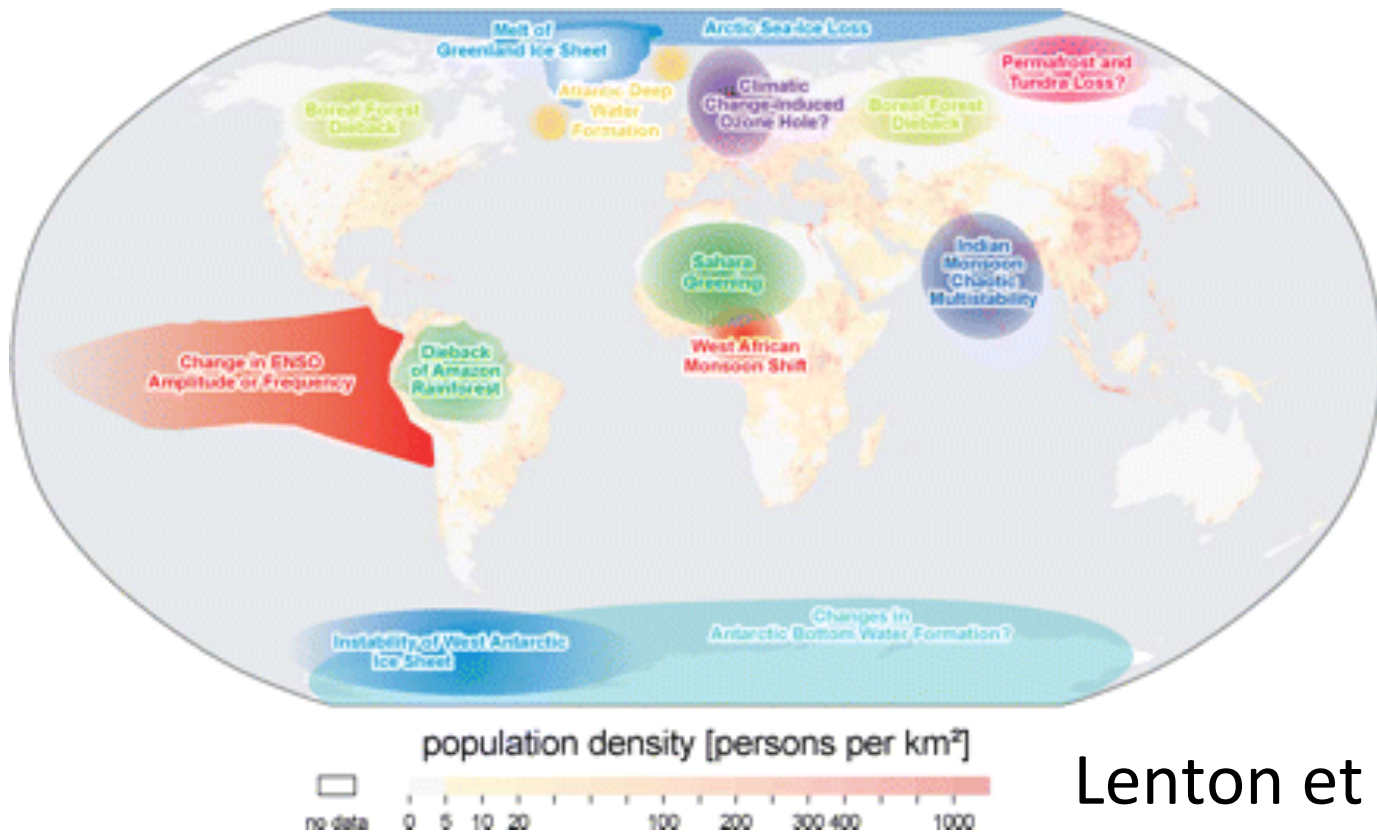 Melt of
Greenland Ice Sheet
Arctic Sea-Ice Loss
Permafrost and
Tundra Loss?
Climatic
Change-Induced
Ozone Hole?
Atlantic Deep
Water
Formation
Boreal Forest
Dieback
Boreal Forest
Dieback
Sahara
Greening
Indian
Monsoon
Chaotic
Multistability
West African
Monsoon Shift
Change in ENSO
Amplitude or Frequency
Dieback
of Amazon
Rainforest
Changes in
Antarctic Bottom Water Formation?
Instability of West Antarctic
Ice Sheet
population density [persons per km²]
no data 0 5 10 20 100 200 300 400 1000
Lenton et